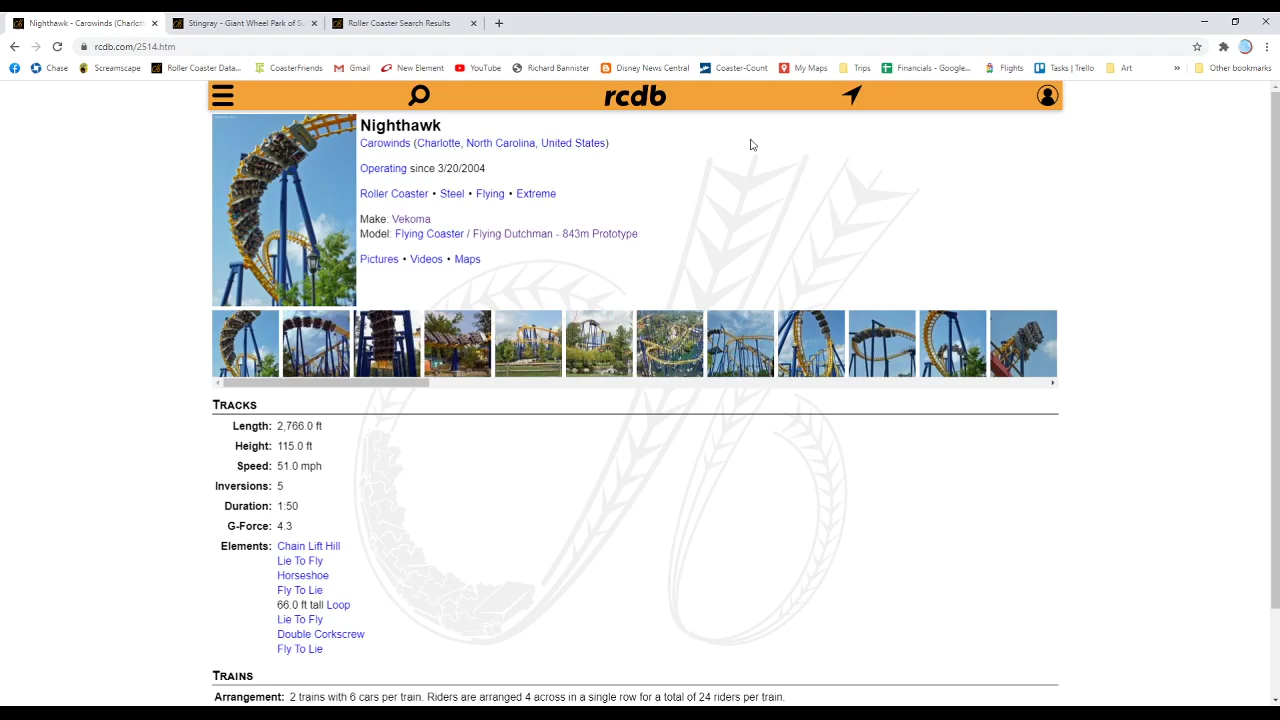 Nighthawk - Carowinds (Charlott
Stingray - Giant Wheel Park of Su
Roller Coaster Search Results
rcdb.com/2514.htm
Chase
Screamscape
Roller Coaster Data...
CoasterFriends
Gmail
New Element
YouTube
Richard Bannister
Disney News Central
Coaster-Count
My Maps
Trips
Financials - Google...
Flights
Tasks | Trello
Art
»
Other bookmarks
rcdb
Nighthawk
Carowinds (Charlotte, North Carolina, United States)
Operating since 3/20/2004
Roller Coaster • Steel • Flying • Extreme
Make: Vekoma
Model: Flying Coaster / Flying Dutchman - 843m Prototype
Pictures • Videos • Maps
TRACKS
Length: 2,766.0 ft
Height: 115.0 ft
Speed: 51.0 mph
Inversions: 5
Duration: 1:50
G-Force: 4.3
Elements: Chain Lift Hill
Lie To Fly
Horseshoe
Fly To Lie
66.0 ft tall Loop
Lie To Fly
Double Corkscrew
Fly To Lie
TRAINS
Arrangement: 2 trains with 6 cars per train. Riders are arranged 4 across in a single row for a total of 24 riders per train.